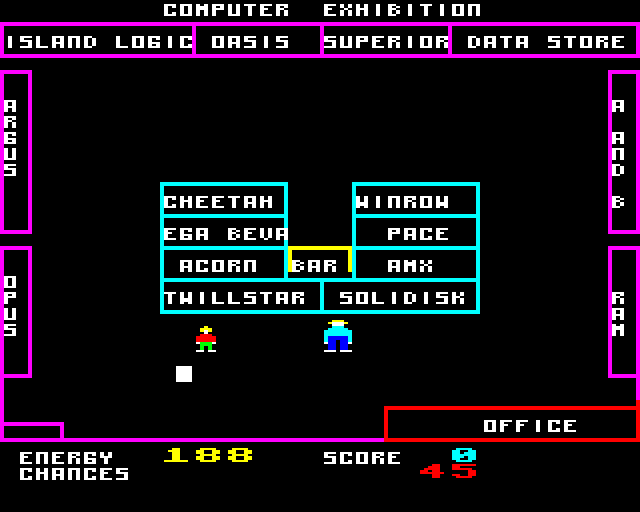 COMPUTER EXHIBITION
ISLAND LOGIC OASIS SUPERIOR DATA STORE
ARGUS
A AND B
CHEETAH WINROW
EGA BEVA PACE
ACORN BAR AMX
TWILLSTAR SOLIDISK
OPUS
RAM
OFFICE
ENERGY 188 SCORE 0
CHANCES 45